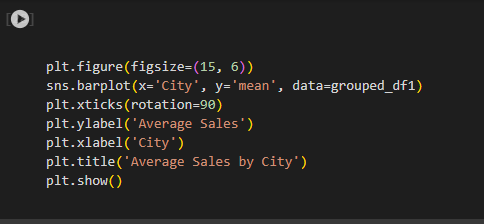 plt.figure(figsize=(15, 6))
sns.barplot(x='City', y='mean', data=grouped_df1)
plt.xticks(rotation=90)
plt.ylabel('Average Sales')
plt.xlabel('City')
plt.title('Average Sales by City')
plt.show()